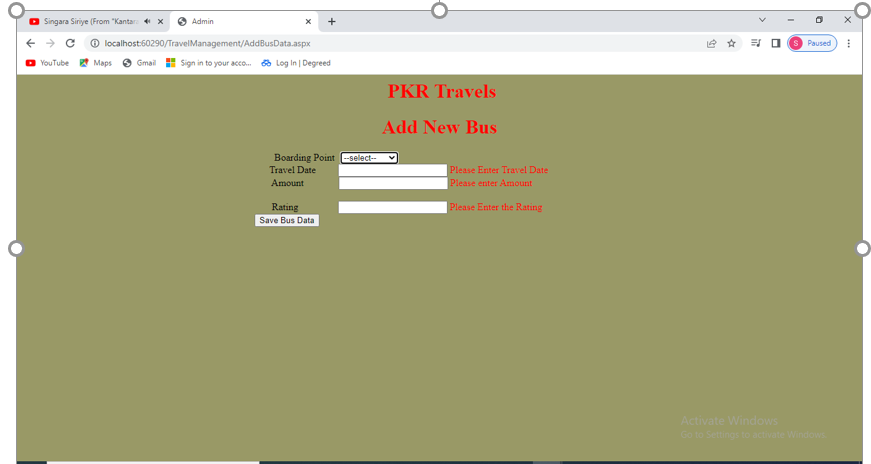 Singara Siriye (From "Kantara
Admin
localhost:60290/TravelManagement/AddBusData.aspx
S Paused
YouTube Maps Gmail Sign in to your acco... Log In | Degreed
PKR Travels
Add New Bus
Boarding Point --select--
Travel Date Please Enter Travel Date
Amount Please enter Amount
Rating Please Enter the Rating
Save Bus Data
Activate Windows
Go to Settings to activate Windows.